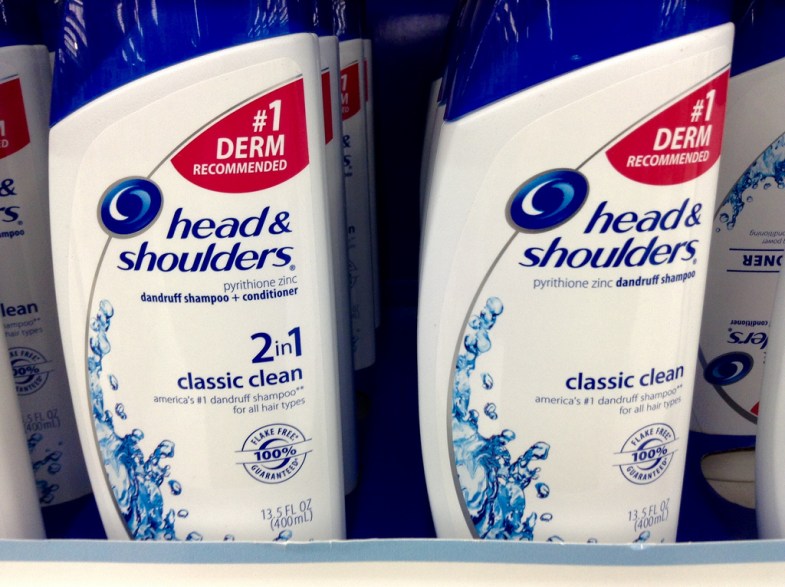 #1
DERM
RECOMMENDED
head &
shoulders®
pyrithione zinc
dandruff shampoo + conditioner
2in1
classic clean
america's #1 dandruff shampoo**
for all hair types
FLAKE FREE*
100%
GUARANTEED*
13.5 FL OZ
(400mL)
#1
DERM
RECOMMENDED
head &
shoulders®
pyrithione zinc dandruff shampoo
classic clean
america's #1 dandruff shampoo**
for all hair types
FLAKE FREE*
100%
GUARANTEED*
13.5 FL OZ
(400mL)